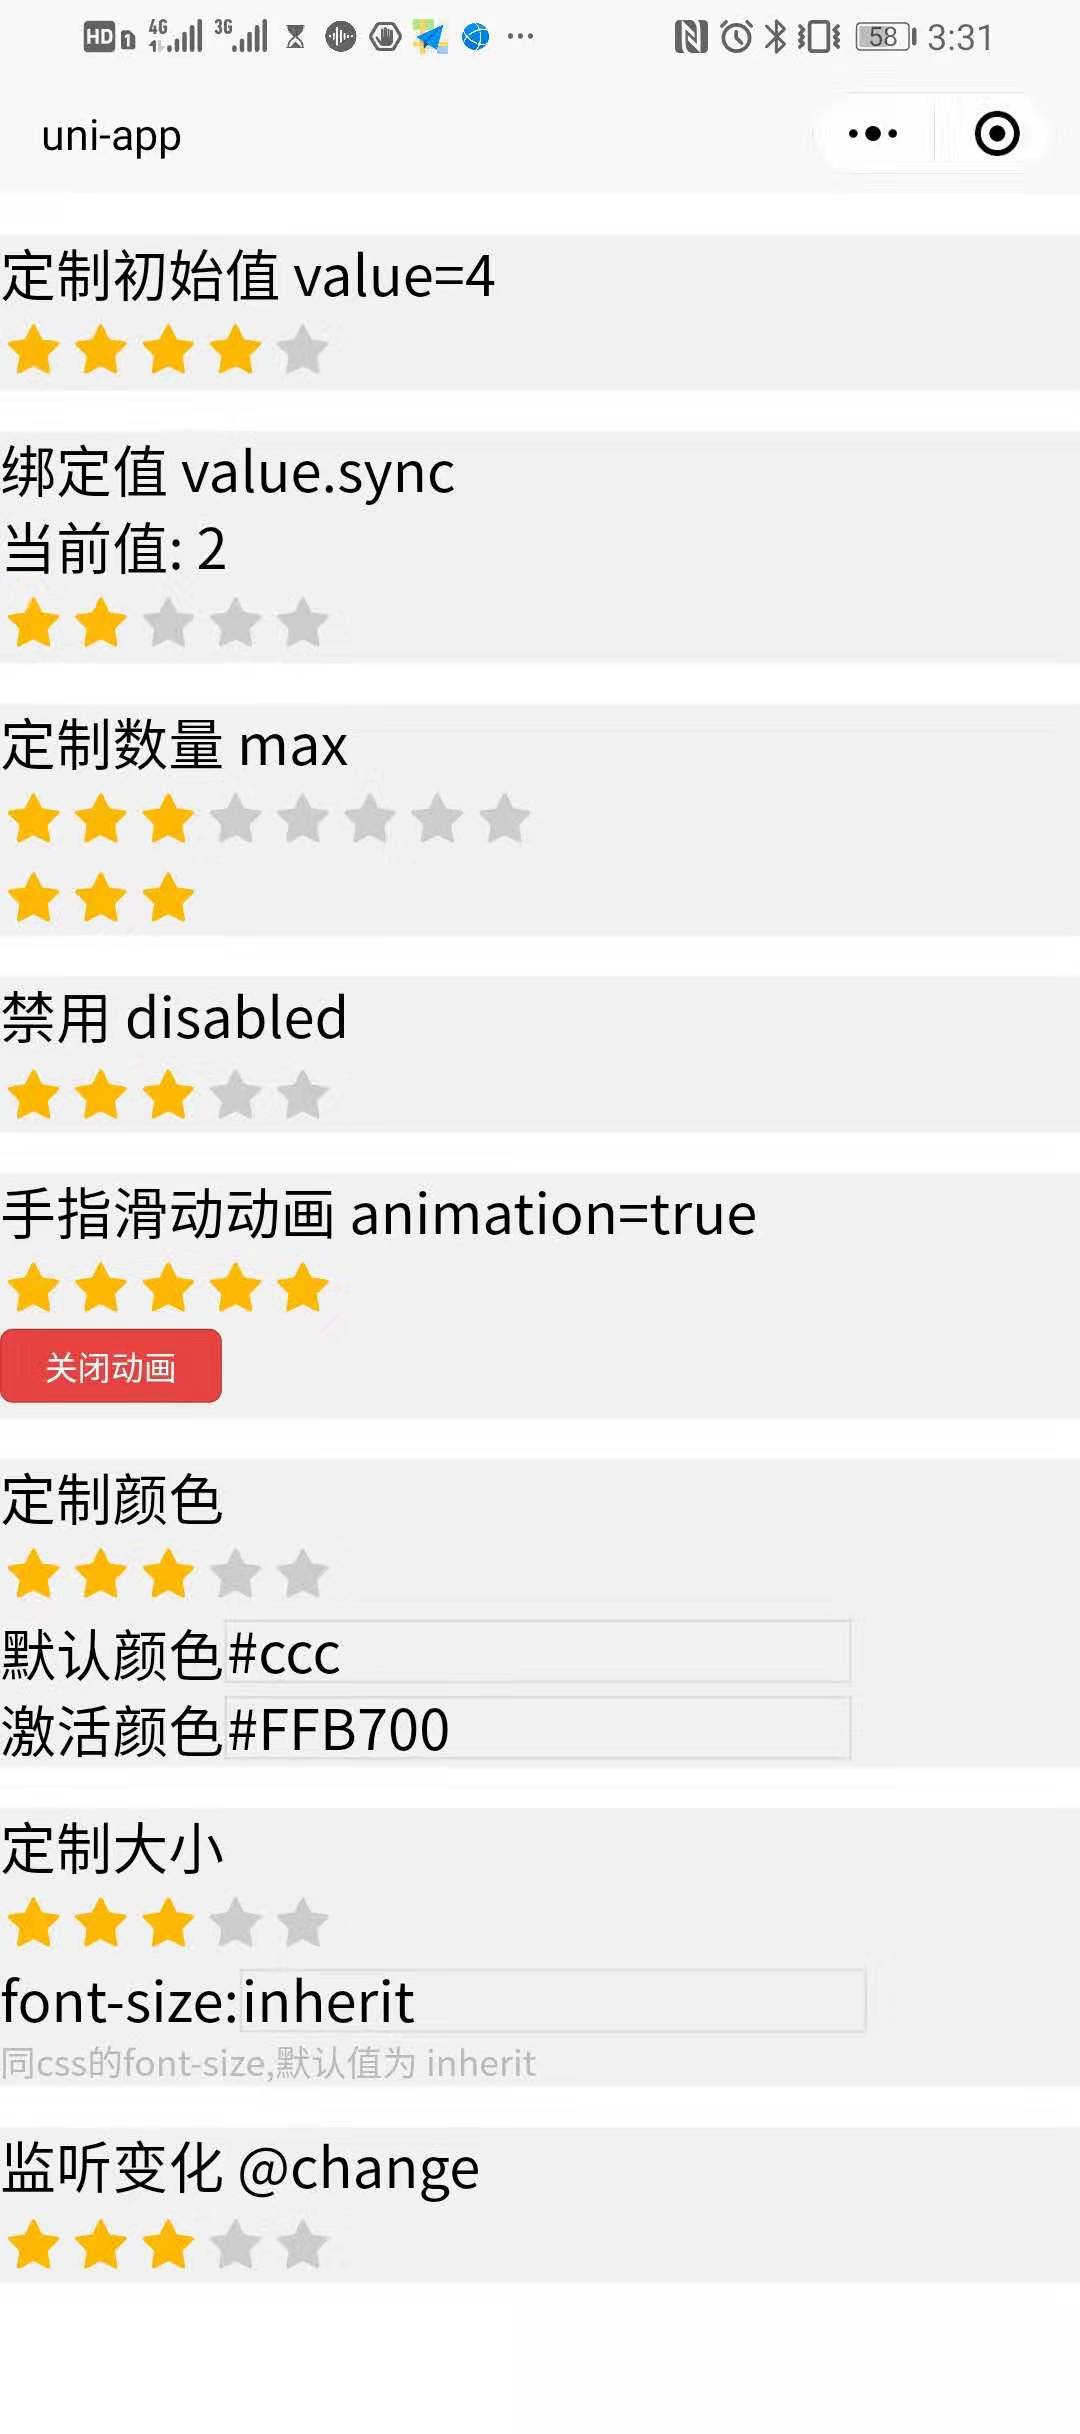 HD 1 4G 3G 58 3:31
uni-app
定制初始值 value=4
绑定值 value.sync
当前值: 2
定制数量 max
禁用 disabled
手指滑动动画 animation=true
关闭动画
定制颜色
默认颜色#ccc
激活颜色#FFB700
定制大小
font-size:inherit
同css的font-size,默认值为 inherit
监听变化 @change